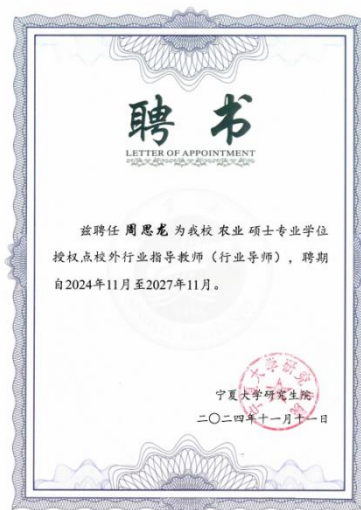 聘书
LETTER OF APPOINTMENT
兹聘任 周思龙 为我校 农业 硕士专业学位
授权点校外行业指导教师（行业导师），聘期
自2024年11月至2027年11月。
宁夏大学研究生院
二〇二四年十一月十一日